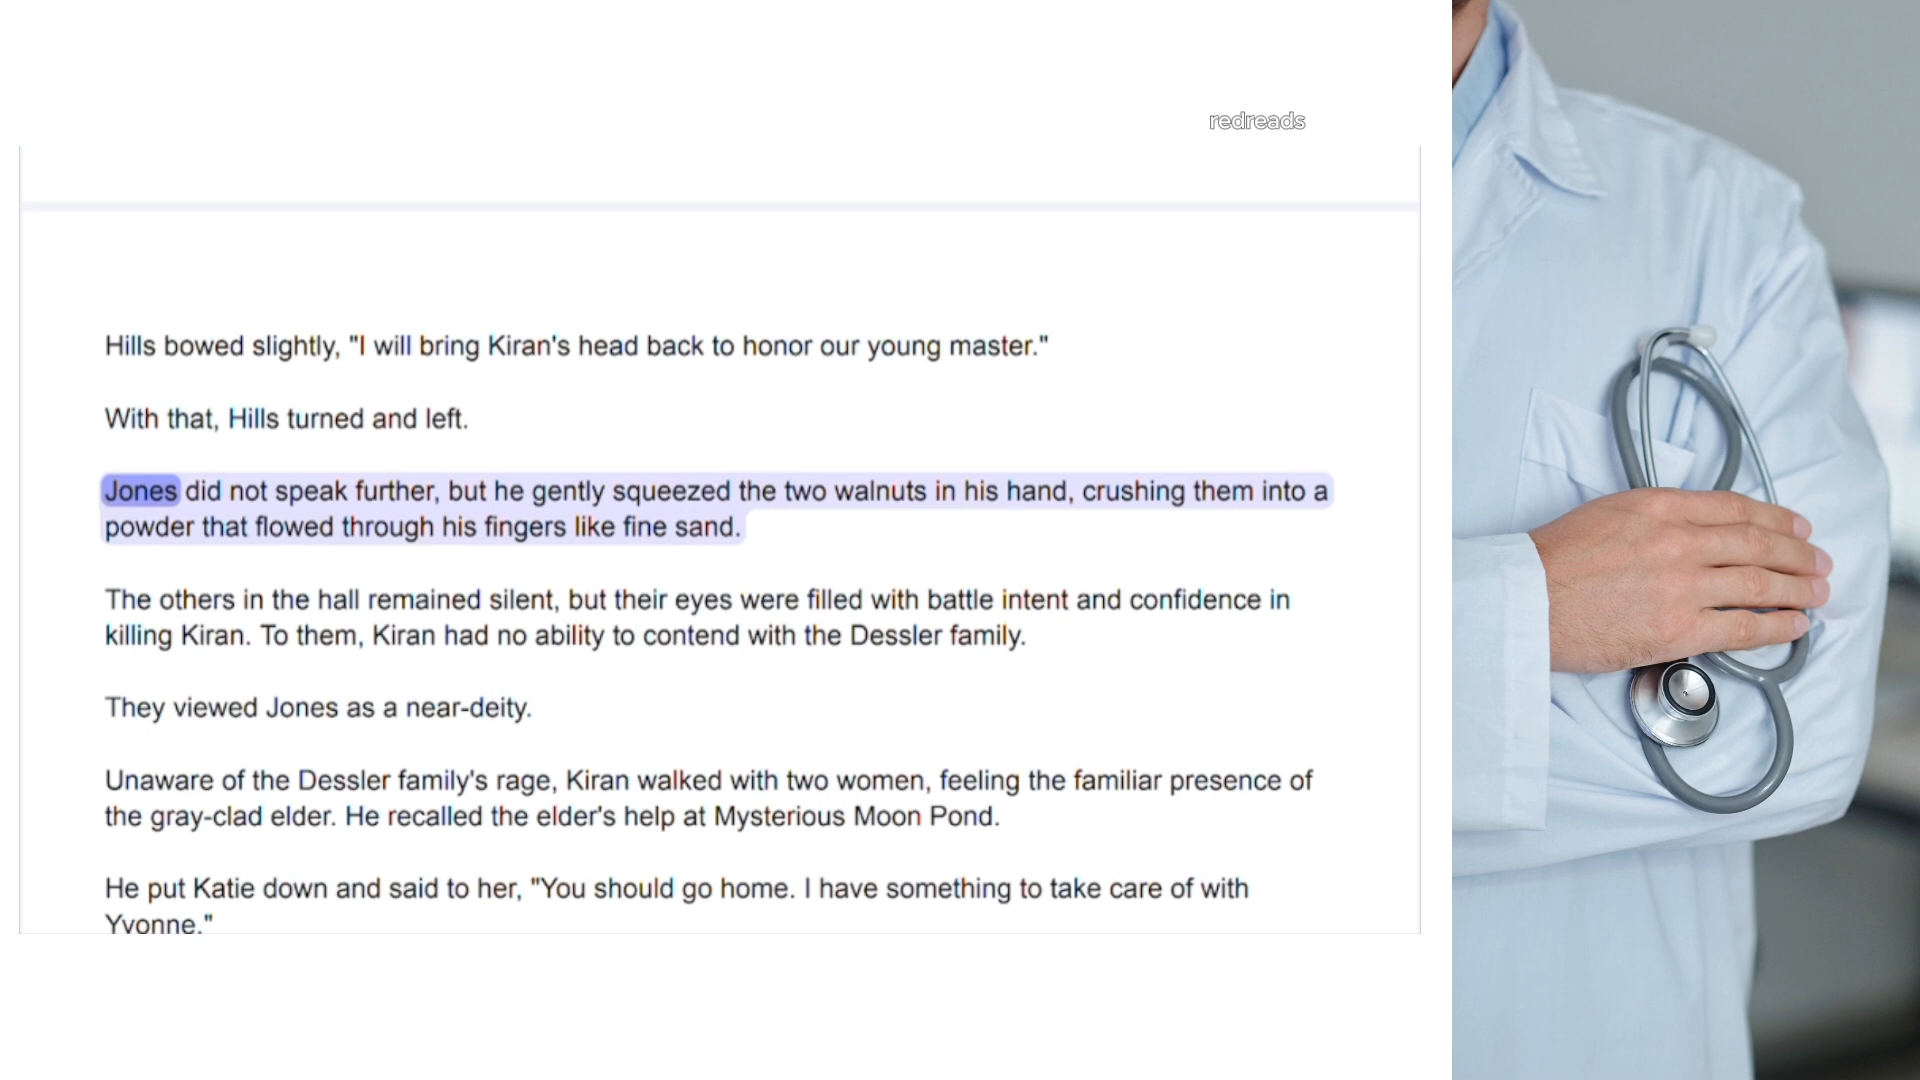 redreads
Hills bowed slightly, "I will bring Kiran's head back to honor our young master."
With that, Hills turned and left.
Jones did not speak further, but he gently squeezed the two walnuts in his hand, crushing them into a
powder that flowed through his fingers like fine sand.
The others in the hall remained silent, but their eyes were filled with battle intent and confidence in
killing Kiran. To them, Kiran had no ability to contend with the Dessler family.
They viewed Jones as a near-deity.
Unaware of the Dessler family's rage, Kiran walked with two women, feeling the familiar presence of
the gray-clad elder. He recalled the elder's help at Mysterious Moon Pond.
He put Katie down and said to her, "You should go home. I have something to take care of with
Yvonne."